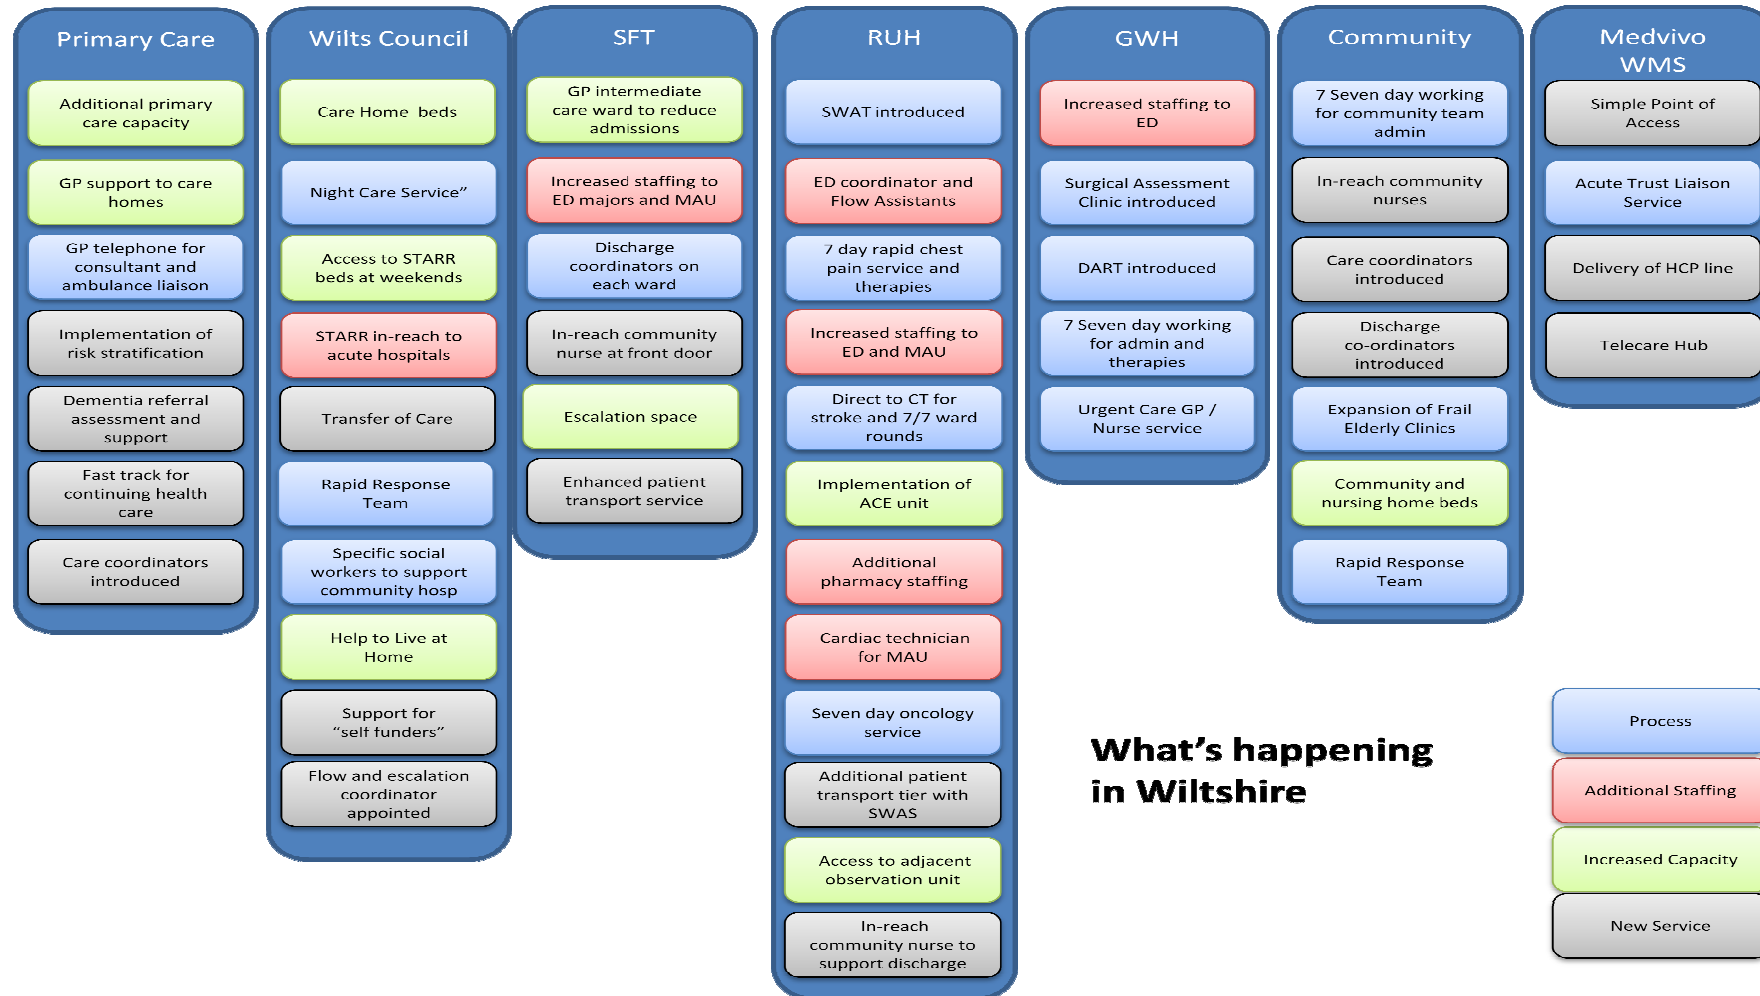 Primary Care
Additional primary
care capacity
GP support to care
homes
GP telephone for
consultant and
ambulance liaison
Implementation of
risk stratification
Dementia referral
assessment and
support
Fast track for
continuing health
care
Care coordinators
introduced
Wilts Council
Care Home beds
Night Care Service”
Access to STARR
beds at weekends
STARR in-reach to
acute hospitals
Transfer of Care
Rapid Response
Team
Specific social
workers to support
community hosp
Help to Live at
Home
Support for
“self funders”
Flow and escalation
coordinator
appointed
SFT
GP intermediate
care ward to reduce
admissions
Increased staffing to
ED majors and MAU
Discharge
coordinators on
each ward
In-reach community
nurse at front door
Escalation space
Enhanced patient
transport service
RUH
SWAT introduced
ED coordinator and
Flow Assistants
7 day rapid chest
pain service and
therapies
Increased staffing to
ED and MAU
Direct to CT for
stroke and 7/7 ward
rounds
Implementation of
ACE unit
Additional
pharmacy staffing
Cardiac technician
for MAU
Seven day oncology
service
Additional patient
transport tier with
SWAS
Access to adjacent
observation unit
In-reach
community nurse to
support discharge
GWH
Increased staffing to
ED
Surgical Assessment
Clinic introduced
DART introduced
7 Seven day working
for admin and
therapies
Urgent Care GP /
Nurse service
Community
7 Seven day working
for community team
admin
In-reach community
nurses
Care coordinators
introduced
Discharge
co-ordinators
introduced
Expansion of Frail
Elderly Clinics
Community and
nursing home beds
Rapid Response
Team
Medvivo
WMS
Simple Point of
Access
Acute Trust Liaison
Service
Delivery of HCP line
Telecare Hub
What’s happening
in Wiltshire
Process
Additional Staffing
Increased Capacity
New Service